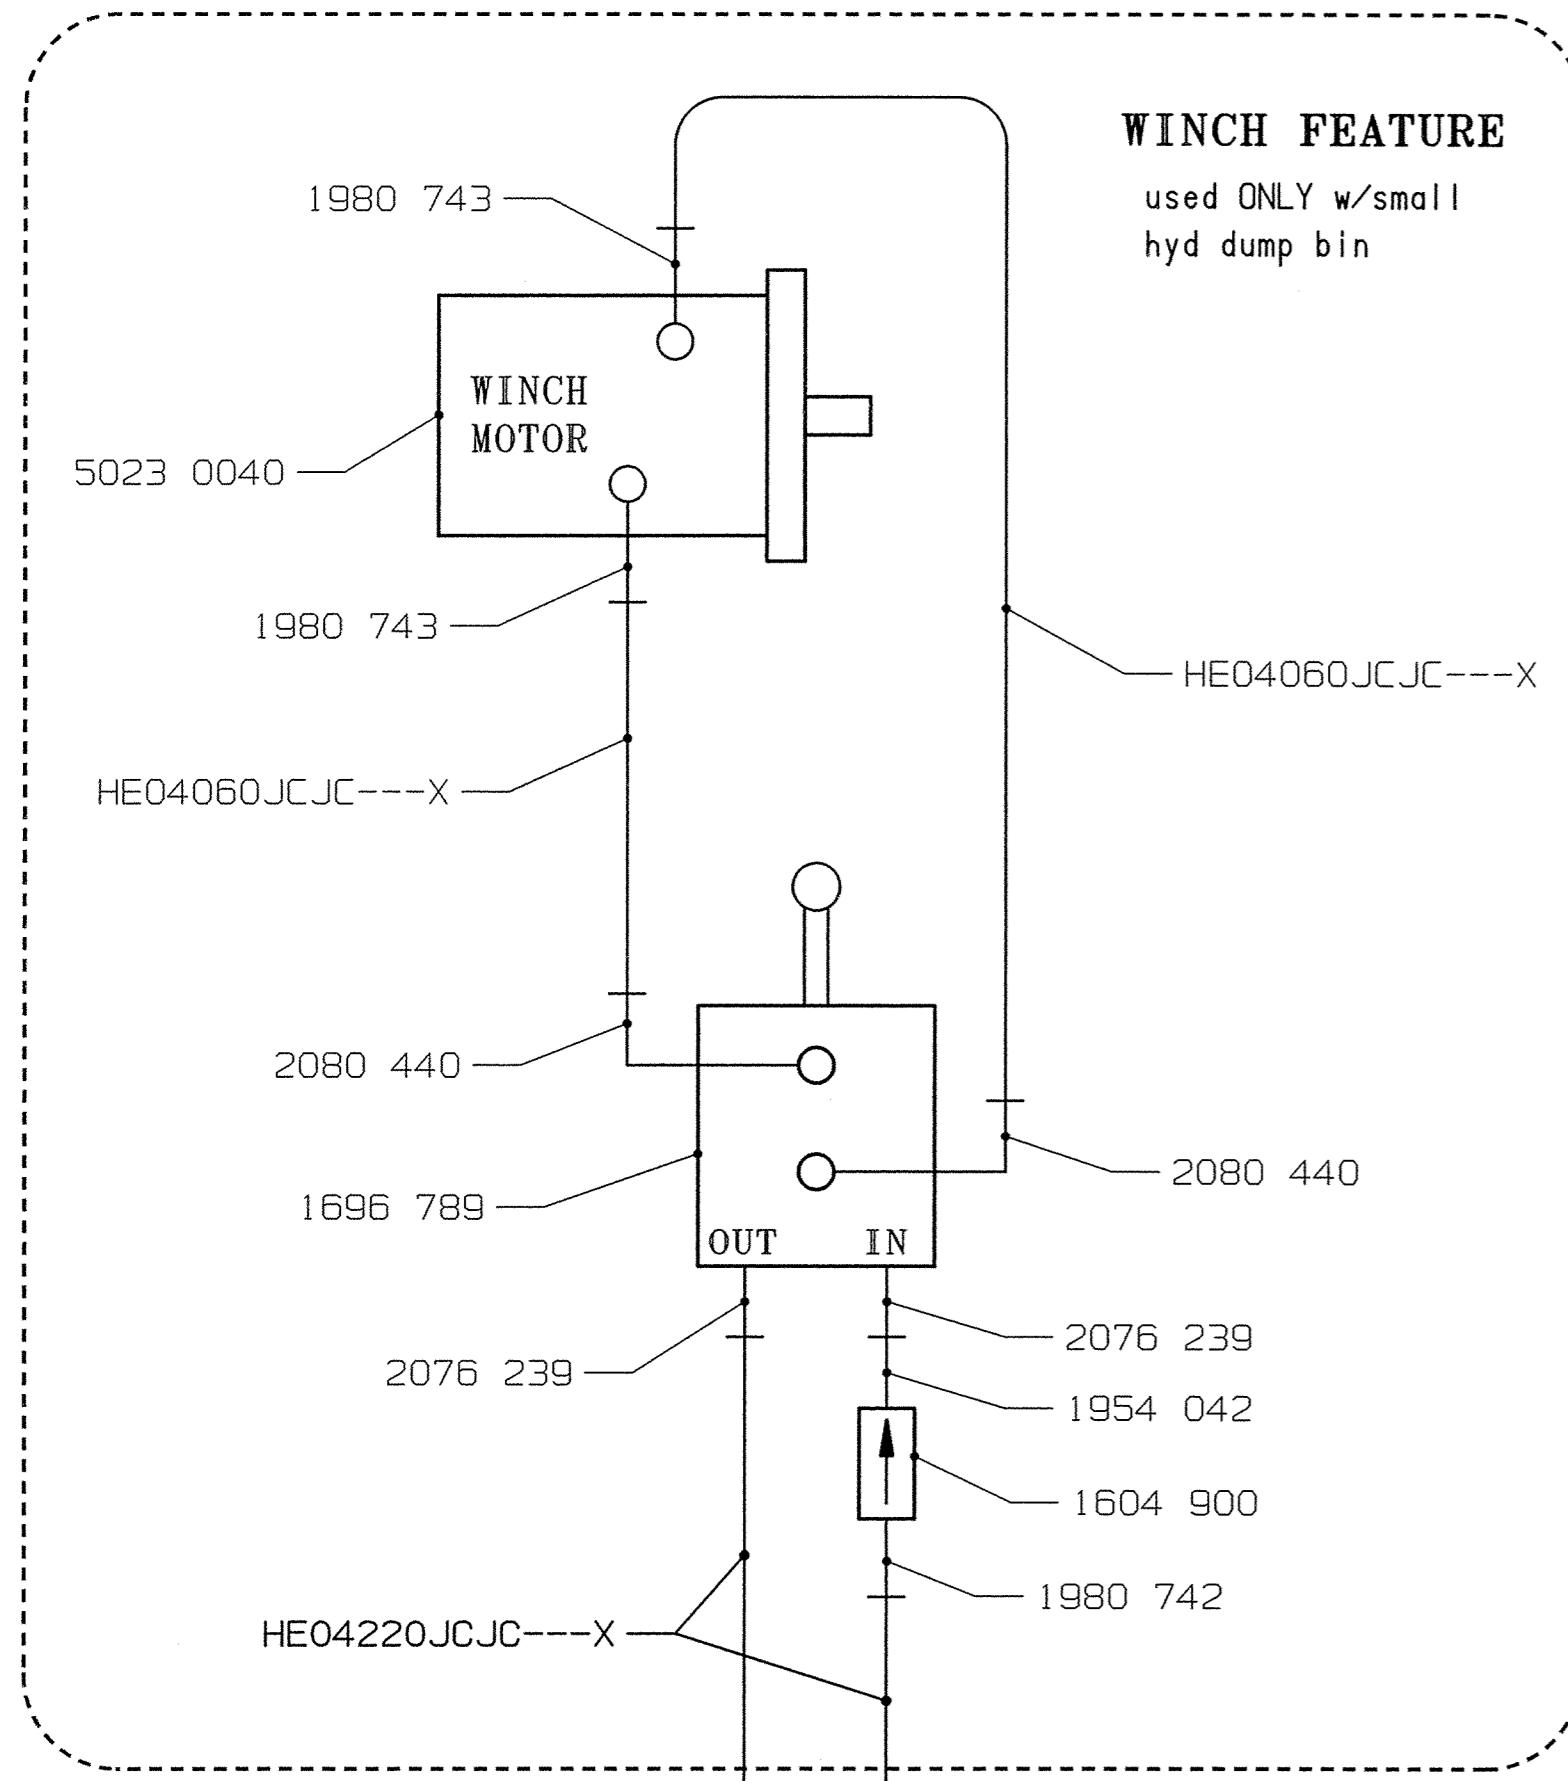 WINCH FEATURE
used ONLY w/small
hyd dump bin
1980 743
WINCH
MOTOR
5023 0040
1980 743
HE04060JCJC---X
HE04060JCJC---X
2080 440
2080 440
1696 789
OUT IN
2076 239
2076 239
1954 042
1604 900
1980 742
HE04220JCJC---X